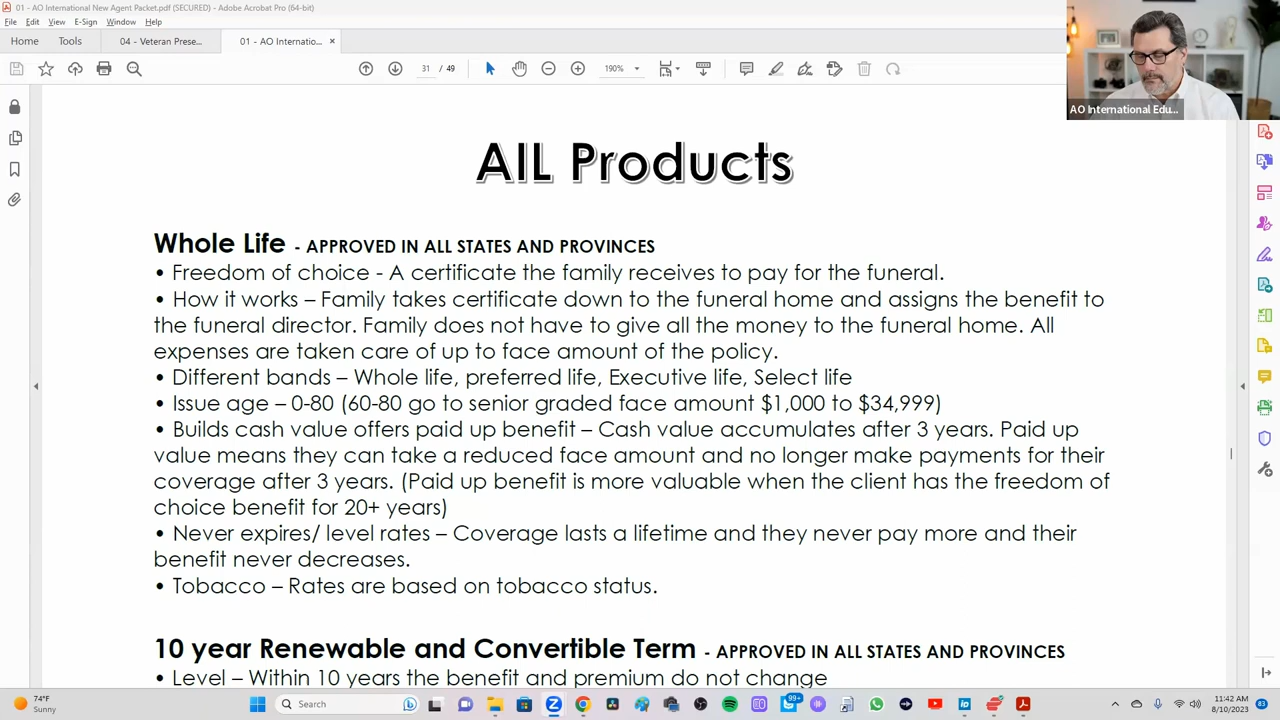 01 - AO International New Agent Packet.pdf (SECURED) - Adobe Acrobat Pro (64-bit)
File Edit View E-Sign Window Help
Home Tools 04 - Veteran Prese... 01 - AO Internatio... ×
31 / 49 190%
AO International Edu...
AIL Products
Whole Life - APPROVED IN ALL STATES AND PROVINCES
• Freedom of choice - A certificate the family receives to pay for the funeral.
• How it works – Family takes certificate down to the funeral home and assigns the benefit to
the funeral director. Family does not have to give all the money to the funeral home. All
expenses are taken care of up to face amount of the policy.
• Different bands – Whole life, preferred life, Executive life, Select life
• Issue age – 0-80 (60-80 go to senior graded face amount $1,000 to $34,999)
• Builds cash value offers paid up benefit – Cash value accumulates after 3 years. Paid up
value means they can take a reduced face amount and no longer make payments for their
coverage after 3 years. (Paid up benefit is more valuable when the client has the freedom of
choice benefit for 20+ years)
• Never expires/ level rates – Coverage lasts a lifetime and they never pay more and their
benefit never decreases.
• Tobacco – Rates are based on tobacco status.
10 year Renewable and Convertible Term - APPROVED IN ALL STATES AND PROVINCES
• Level – Within 10 years the benefit and premium do not change
74°F
Sunny
Search
99+
11:42 AM
8/10/2023
83